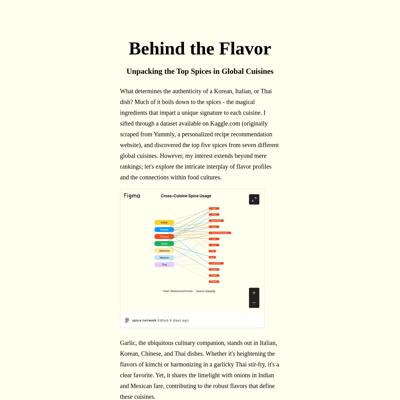 Behind the Flavor
Unpacking the Top Spices in Global Cuisines
What determines the authenticity of a Korean, Italian, or Thai
dish? Much of it boils down to the spices - the magical
ingredients that impart a unique signature to each cuisine. I
sifted through a dataset available on Kaggle.com (originally
scraped from Yummly, a personalized recipe recommendation
website), and discovered the top five spices from seven different
global cuisines. However, my interest extends beyond mere
rankings; let's explore the intricate interplay of flavor profiles
and the connections within food cultures.
Figma
Cross-Cuisine Spice Usage
spice network Edited 4 days ago
Garlic, the ubiquitous culinary companion, stands out in Italian,
Korean, Chinese, and Thai dishes. Whether it's heightening the
flavors of kimchi or harmonizing in a garlicky Thai stir-fry, it's a
clear favorite. Yet, it shares the limelight with onions in Indian
and Mexican fare, contributing to the robust flavors that define
these cuisines.